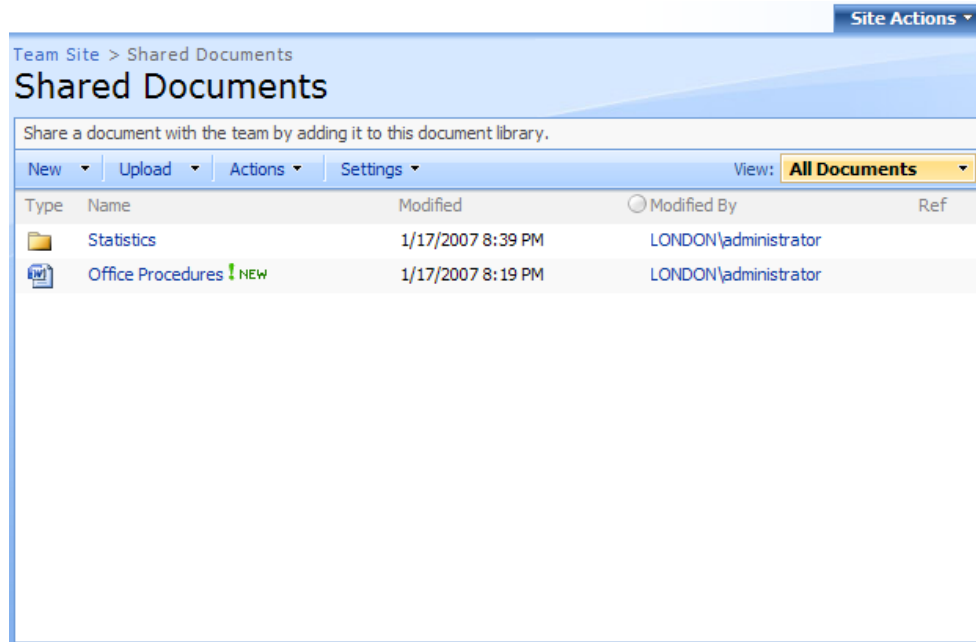 Site Actions
Team Site > Shared Documents
Shared Documents
Share a document with the team by adding it to this document library.
New Upload Actions Settings View: All Documents
Type Name Modified Modified By Ref
Statistics 1/17/2007 8:39 PM LONDON\administrator
Office Procedures ! NEW 1/17/2007 8:19 PM LONDON\administrator